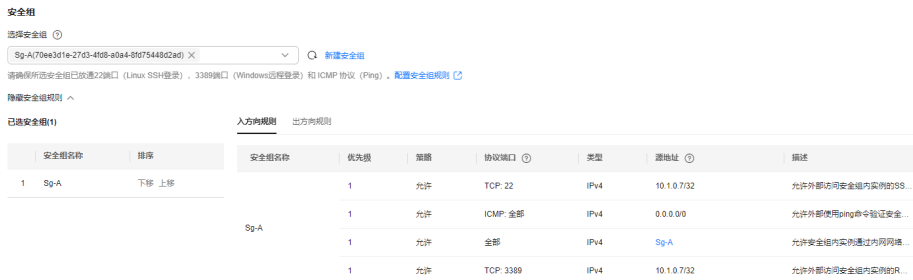 安全组
选择安全组
Sg-A(70ee3d1e-27d3-4fd8-a0a4-8fd75448d2ad) 新建安全组
请确保所选安全组已放通22端口（Linux SSH登录）、3389端口（Windows远程登录）和 ICMP 协议（Ping）。配置安全组规则
隐藏安全组规则
已选安全组(1) 入方向规则 出方向规则
安全组名称 排序 安全组名称 优先级 策略 协议端口 类型 源地址 描述
1 Sg-A 下移 上移 1 允许 TCP: 22 IPv4 10.1.0.7/32 允许外部访问安全组内实例的SS...
1 允许 ICMP: 全部 IPv4 0.0.0.0/0 允许外部使用ping命令验证安全...
Sg-A
1 允许 全部 IPv4 Sg-A 允许安全组内实例通过内网网络...
1 允许 TCP: 3389 IPv4 10.1.0.7/32 允许外部访问安全组内实例的R...